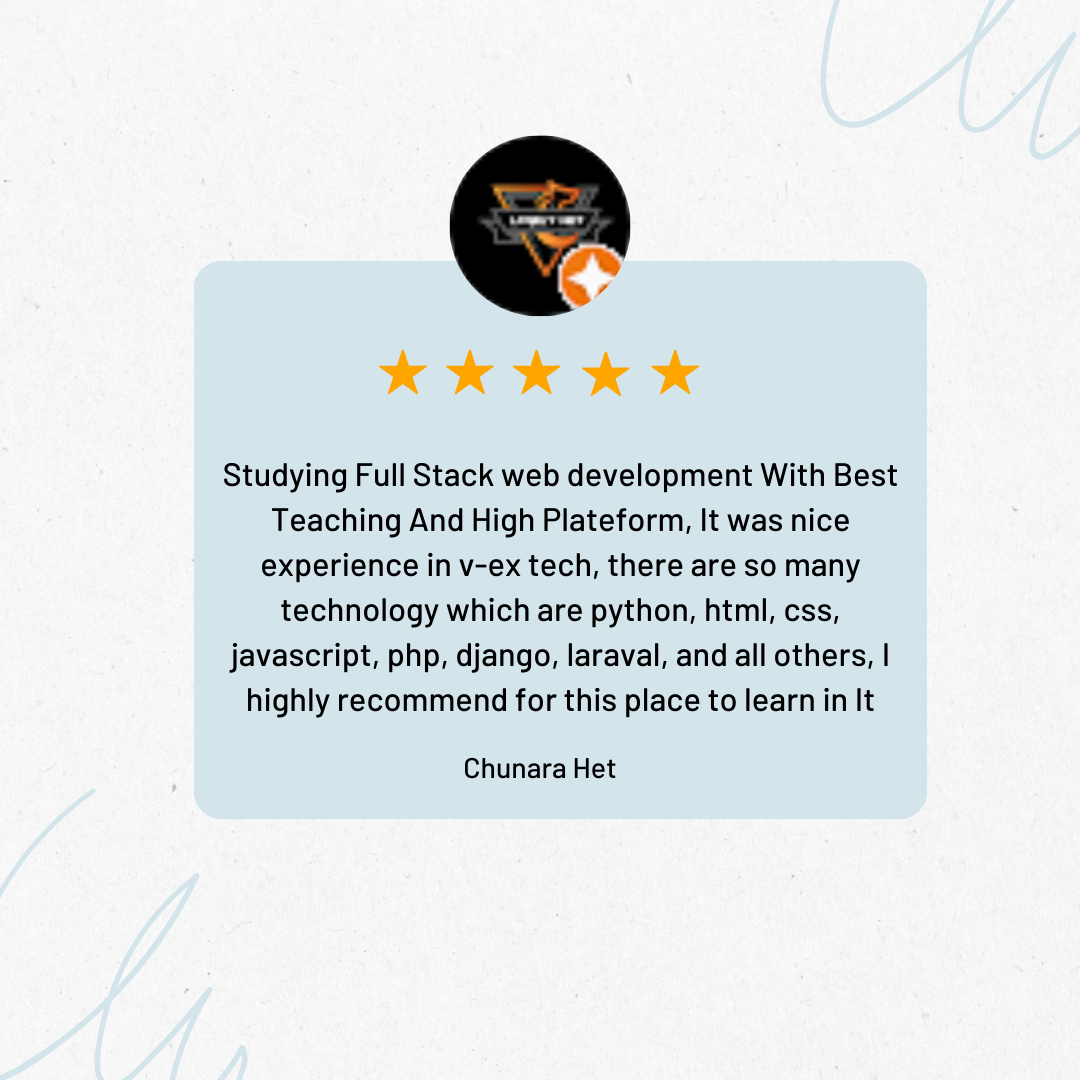 Studying Full Stack web development With Best
Teaching And High Plateform, It was nice
experience in v-ex tech, there are so many
technology which are python, html, css,
javascript, php, django, laraval, and all others, I
highly recommend for this place to learn in It
Chunara Het